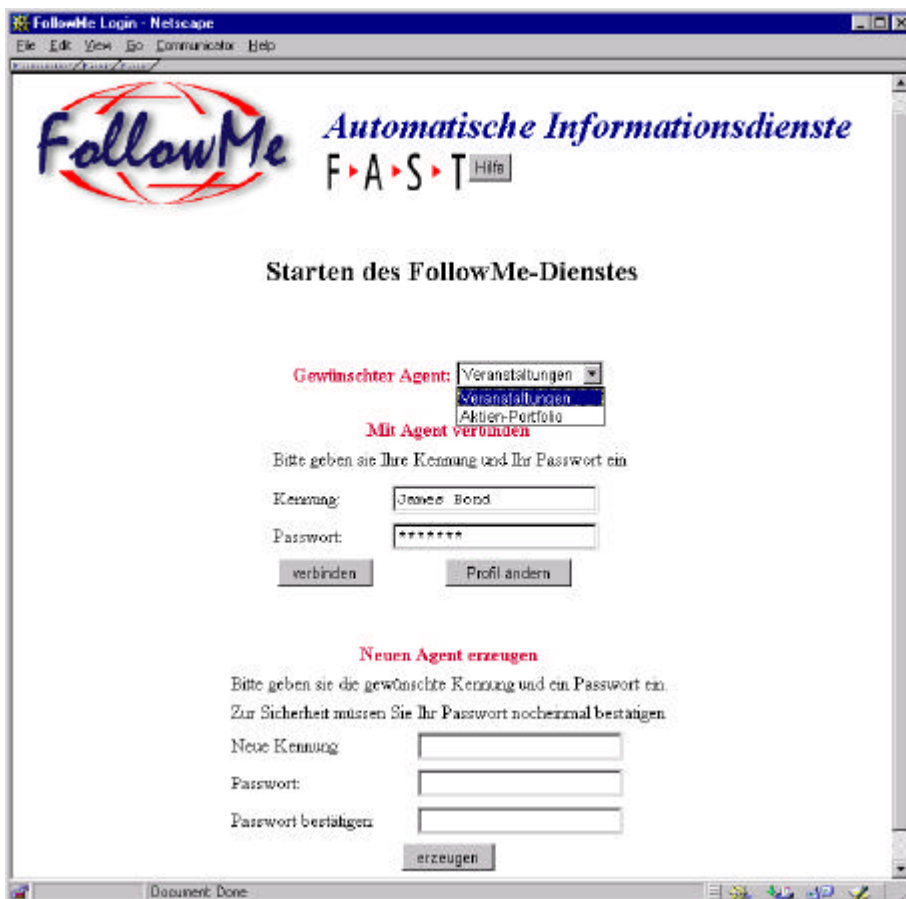 FollowMe Login - Netscape
File Edit View Go Communicator Help
FollowMe
Automatische Informationsdienste
F A S T Hilfe
Starten des FollowMe-Dienstes
Gewünschter Agent: Veranstaltungen
Veranstaltungen
Aktien-Portfolio
Mit Agent verbinden
Bitte geben sie Ihre Kennung und Ihr Passwort ein
Kennung: James Bond
Passwort: *******
verbinden Profil ändern
Neuen Agent erzeugen
Bitte geben sie die gewünschte Kennung und ein Passwort ein.
Zur Sicherheit müssen Sie Ihr Passwort nocheinmal bestätigen
Neue Kennung
Passwort:
Passwort bestätigen:
erzeugen
Document: Done